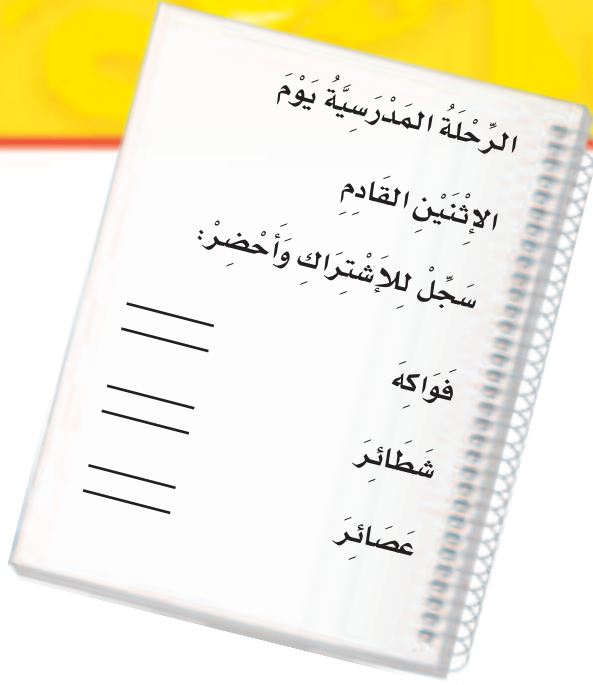 الرِّحْلَةُ المَدْرَسِيَّةُ يَوْمَ
الإِثْنَيْنِ القَادِمِ
سَجِّلْ لِلاَِشْتِرَاكِ وَأَحْضِرْ:
فَوَاكِهَ
شَطَائِرَ
عَصَائِرَ